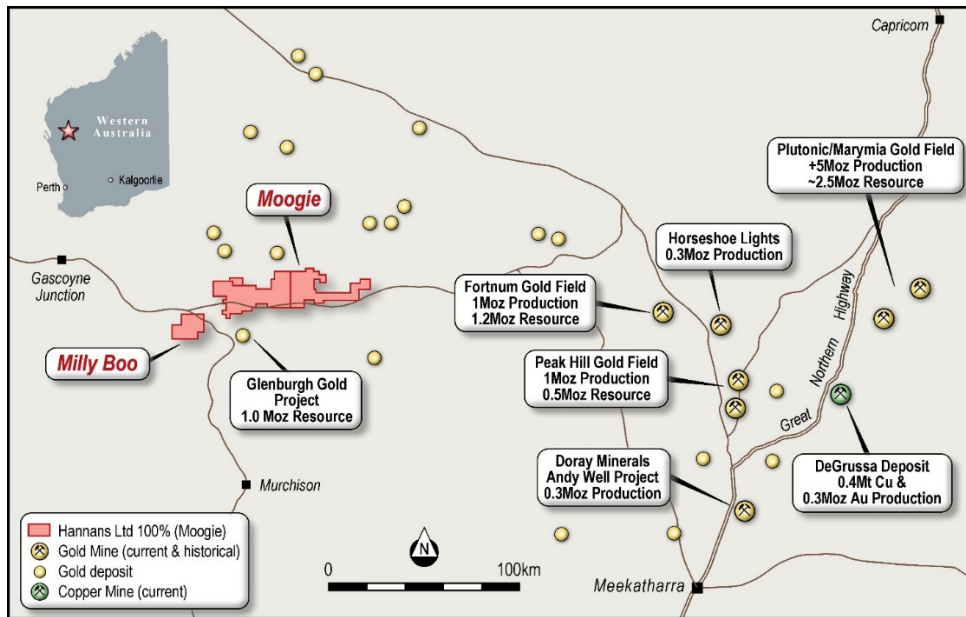 Capricorn
Western
Australia
Perth
Kalgoorlie
Plutonic/Marymia Gold Field
+5Moz Production
~2.5Moz Resource
Moogie
Horseshoe Lights
0.3Moz Production
Gascoyne
Junction
Fortnum Gold Field
1Moz Production
1.2Moz Resource
Milly Boo
Glenburgh Gold
Project
1.0 Moz Resource
Peak Hill Gold Field
1Moz Production
0.5Moz Resource
Great Northern Highway
Doray Minerals
Andy Well Project
0.3Moz Production
DeGrussa Deposit
0.4Mt Cu &
0.3Moz Au Production
Murchison
Hannans Ltd 100% (Moogie)
Gold Mine (current & historical)
Gold deposit
Copper Mine (current)
N
0 100km
Meekatharra